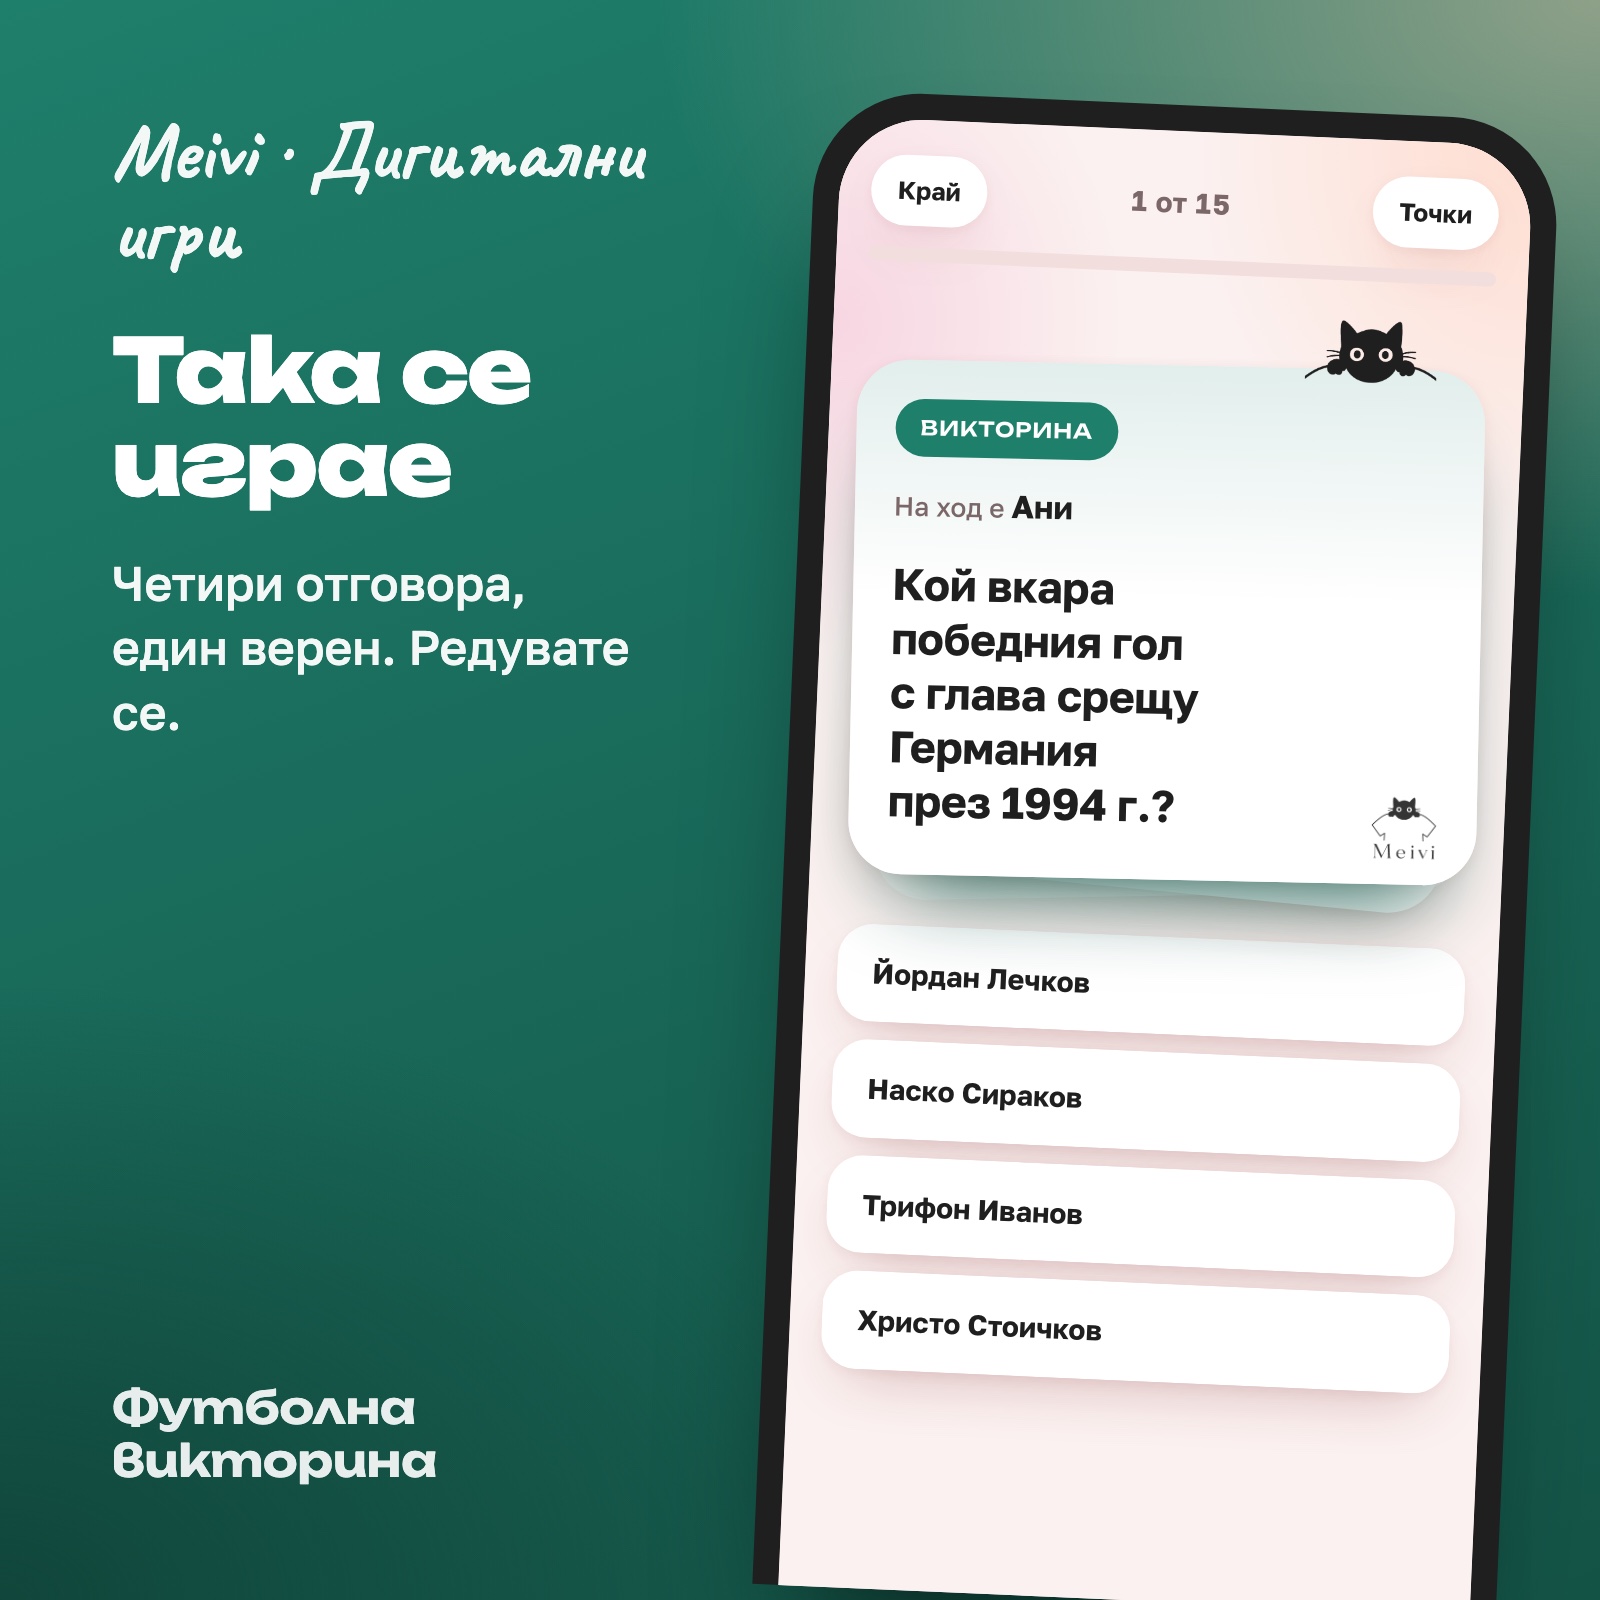 Meivi · Дигитални
игри
Така се
играе
Четири отговора,
един верен. Редувате
се.
Футболна
викторина
Край
1 от 15
Точки
ВИКТОРИНА
На ход е Ани
Кой вкара
победния гол
с глава срещу
Германия
през 1994 г.?
Meivi
Йордан Лечков
Наско Сираков
Трифон Иванов
Христо Стоичков